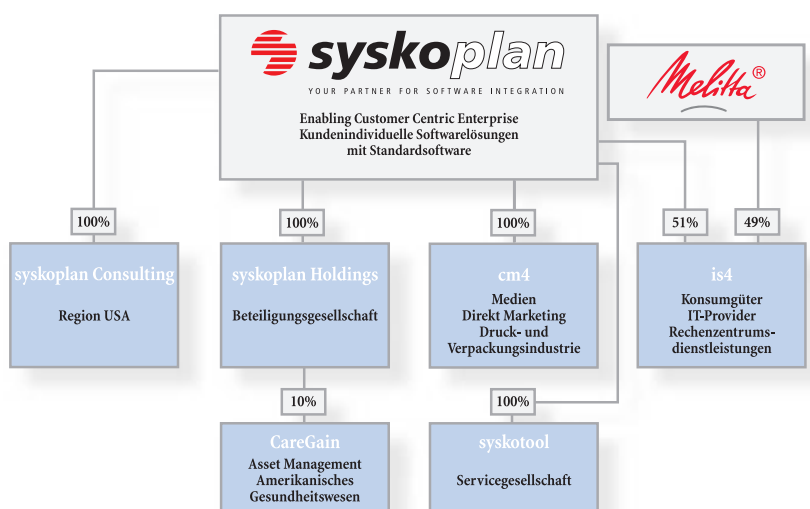 syskoplan
YOUR PARTNER FOR SOFTWARE INTEGRATION
Enabling Customer Centric Enterprise
Kundenindividuelle Softwarelösungen
mit Standardsoftware
Melitta®
100%
100%
100%
51%
49%
syskoplan Consulting
Region USA
syskoplan Holdings
Beteiligungsgesellschaft
cm4
Medien
Direkt Marketing
Druck- und
Verpackungsindustrie
is4
Konsumgüter
IT-Provider
Rechenzentrums-
dienstleistungen
10%
100%
CareGain
Asset Management
Amerikanisches
Gesundheitswesen
syskotool
Servicegesellschaft